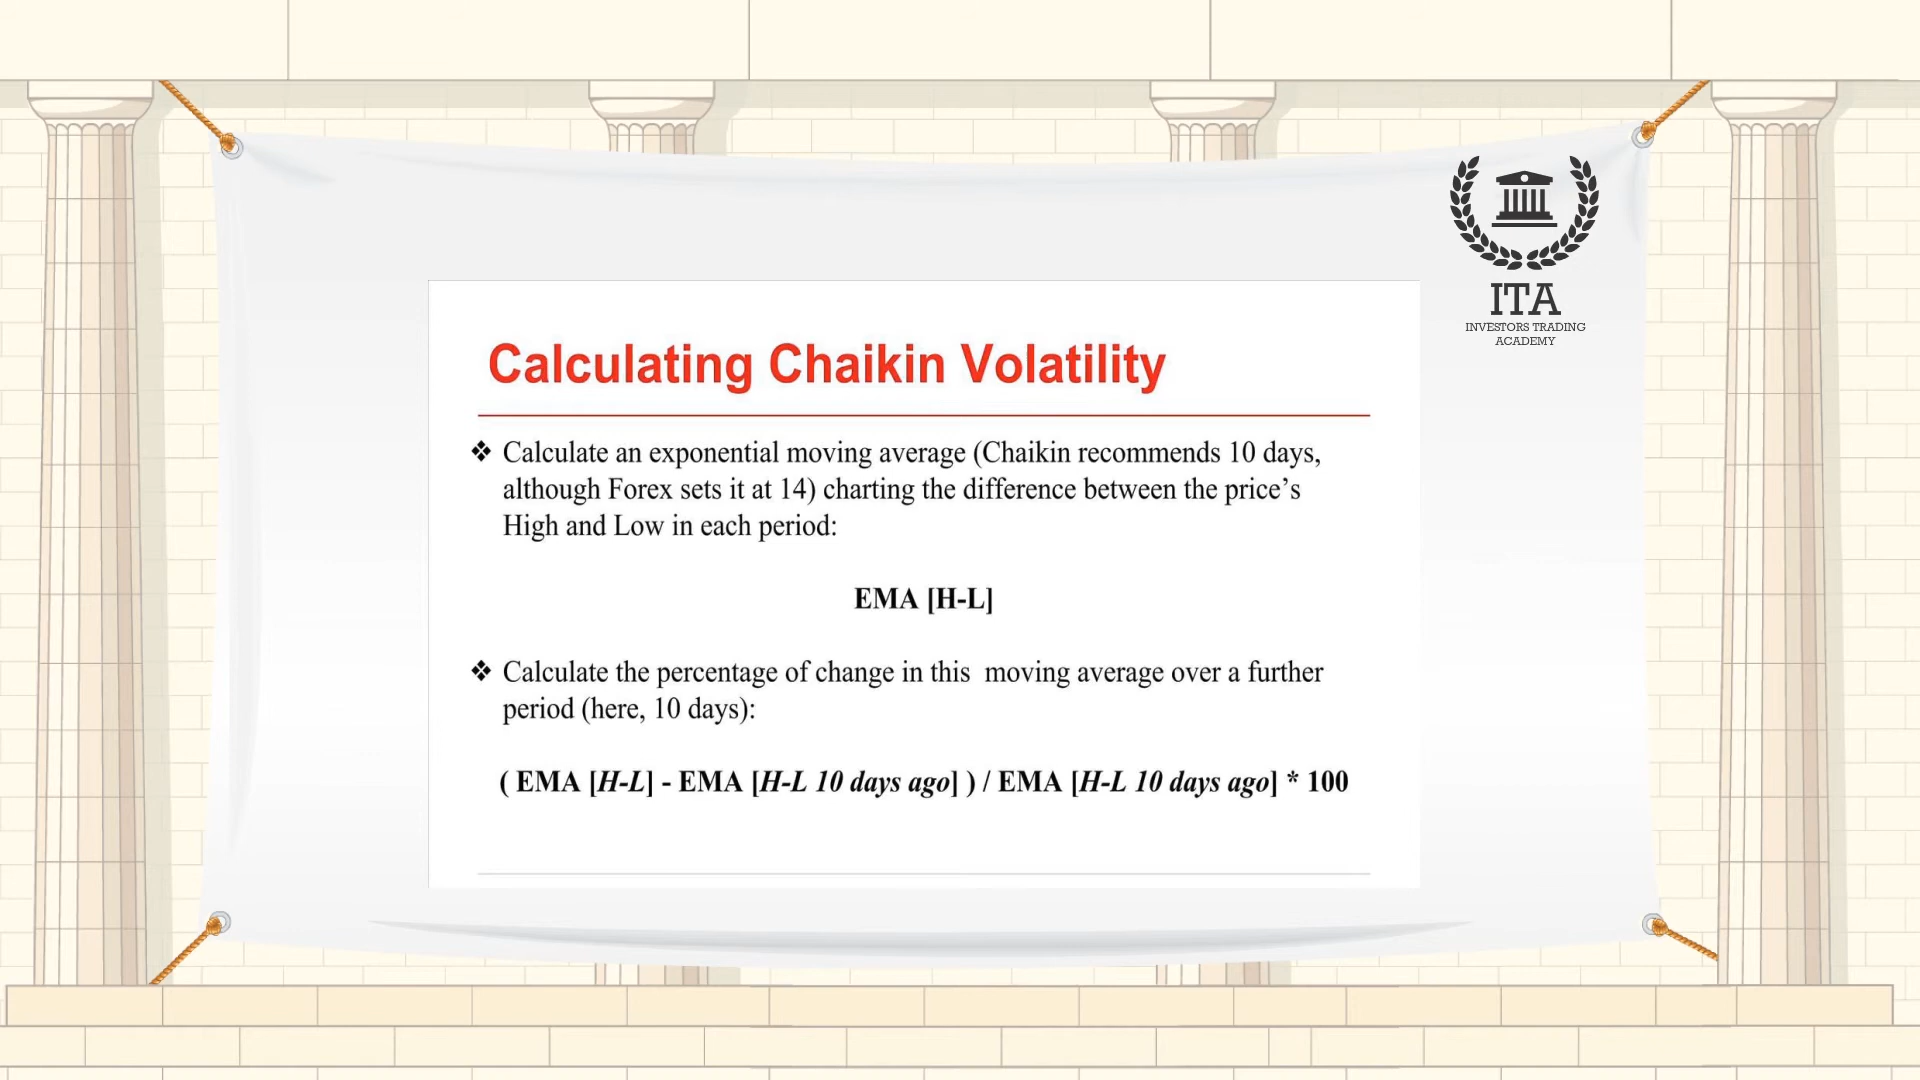 ITA
INVESTORS TRADING
ACADEMY
Calculating Chaikin Volatility
❖ Calculate an exponential moving average (Chaikin recommends 10 days,
although Forex sets it at 14) charting the difference between the price’s
High and Low in each period:
EMA [H-L]
❖ Calculate the percentage of change in this  moving average over a further
period (here, 10 days):
( EMA [H-L] - EMA [H-L 10 days ago] ) / EMA [H-L 10 days ago] * 100